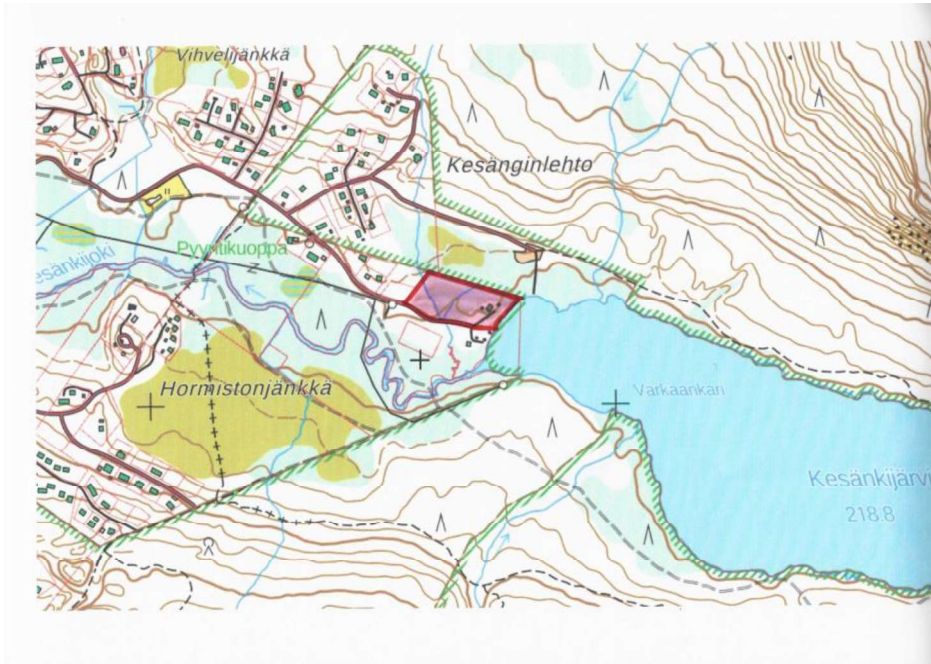 Vihvelijänkkä
Kesänginlehto
Pyyntikuoppa
esänkijoki
Hormistonjänkkä
Varkaankari
Kesänkijärvi
218.8